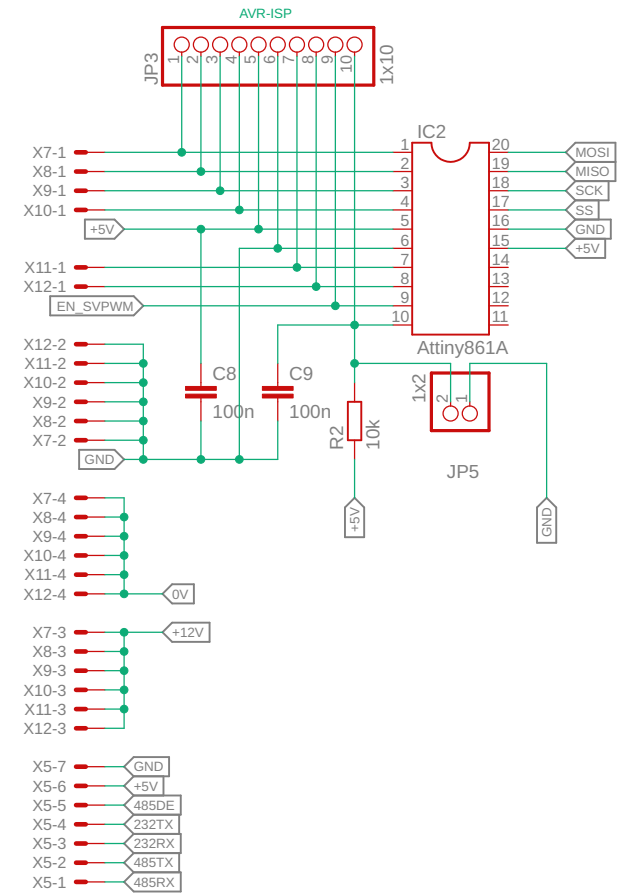 AVR-ISP
JP3
1x10
1 2 3 4 5 6 7 8 9 10
IC2
X7-1 1 20 MOSI
X8-1 2 19 MISO
X9-1 3 18 SCK
X10-1 4 17 SS
+5V 5 16 GND
6 15 +5V
X11-1 7 14
X12-1 8 13
EN_SVPWM 9 12
10 11
Attiny861A
X12-2
X11-2
X10-2
X9-2
X8-2
X7-2
GND
C8
100n
C9
100n
R2
10k
+5V
1x2
2 1
JP5
GND
X7-4
X8-4
X9-4
X10-4
X11-4
X12-4 0V
X7-3 +12V
X8-3
X9-3
X10-3
X11-3
X12-3
X5-7 GND
X5-6 +5V
X5-5 485DE
X5-4 232TX
X5-3 232RX
X5-2 485TX
X5-1 485RX